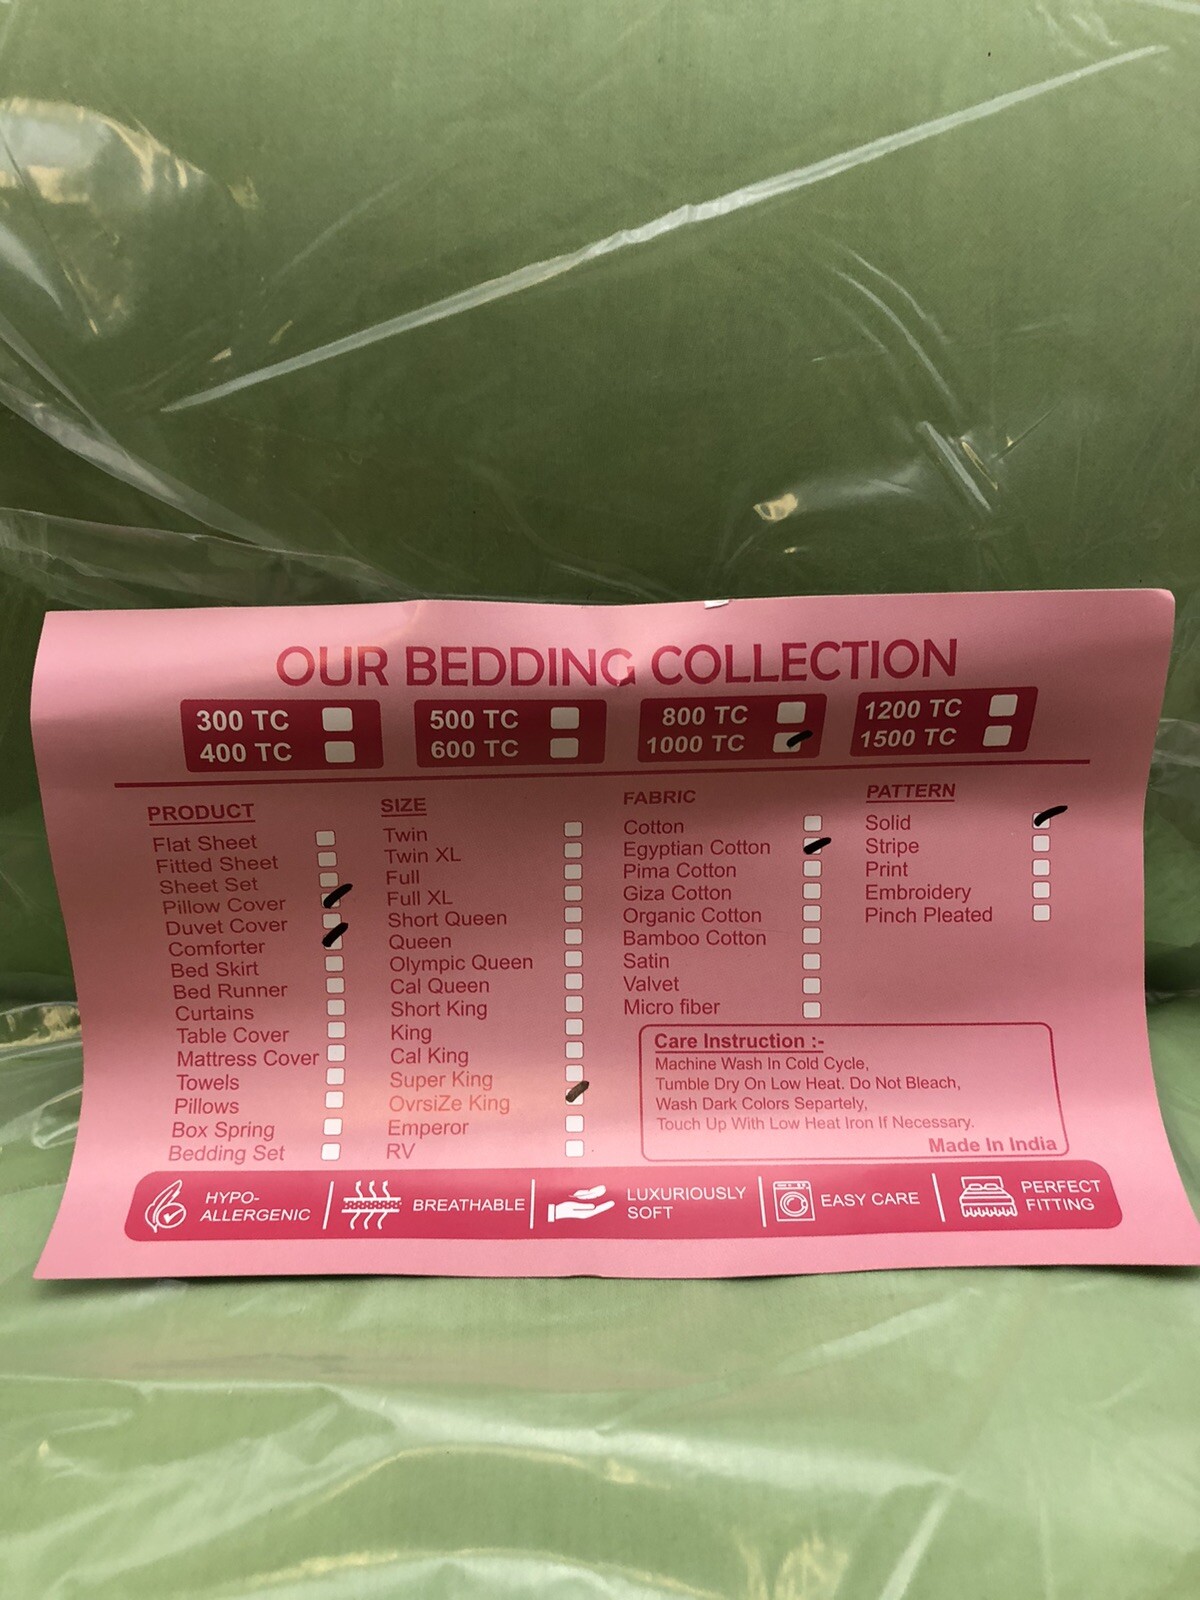 OUR BEDDING COLLECTION
300 TC
400 TC
500 TC
600 TC
800 TC
1000 TC
1200 TC
1500 TC
PRODUCT
Flat Sheet
Fitted Sheet
Sheet Set
Pillow Cover
Duvet Cover
Comforter
Bed Skirt
Bed Runner
Curtains
Table Cover
Mattress Cover
Towels
Pillows
Box Spring
Bedding Set
SIZE
Twin
Twin XL
Full
Full XL
Short Queen
Queen
Olympic Queen
Cal Queen
Short King
King
Cal King
Super King
OvrsiZe King
Emperor
RV
FABRIC
Cotton
Egyptian Cotton
Pima Cotton
Giza Cotton
Organic Cotton
Bamboo Cotton
Satin
Valvet
Micro fiber
PATTERN
Solid
Stripe
Print
Embroidery
Pinch Pleated
Care Instruction :-
Machine Wash In Cold Cycle,
Tumble Dry On Low Heat. Do Not Bleach,
Wash Dark Colors Separtely,
Touch Up With Low Heat Iron If Necessary.
Made In India
HYPO-
ALLERGENIC
BREATHABLE
LUXURIOUSLY
SOFT
EASY CARE
PERFECT
FITTING